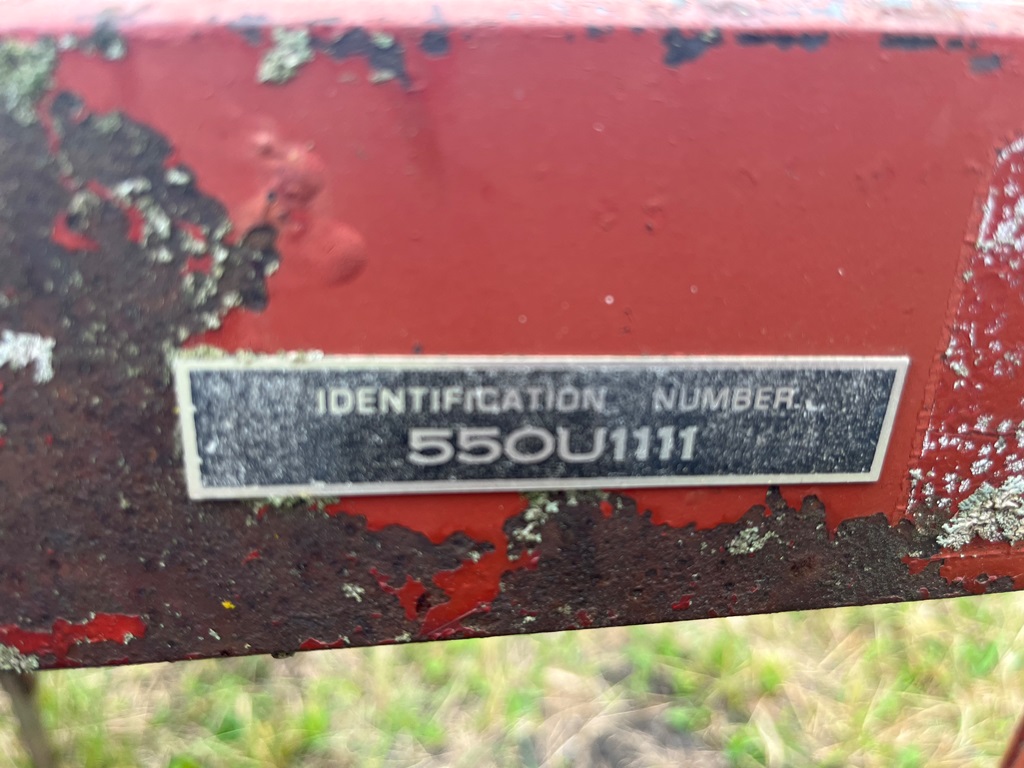 IDENTIFICATION NUMBER
550U1111